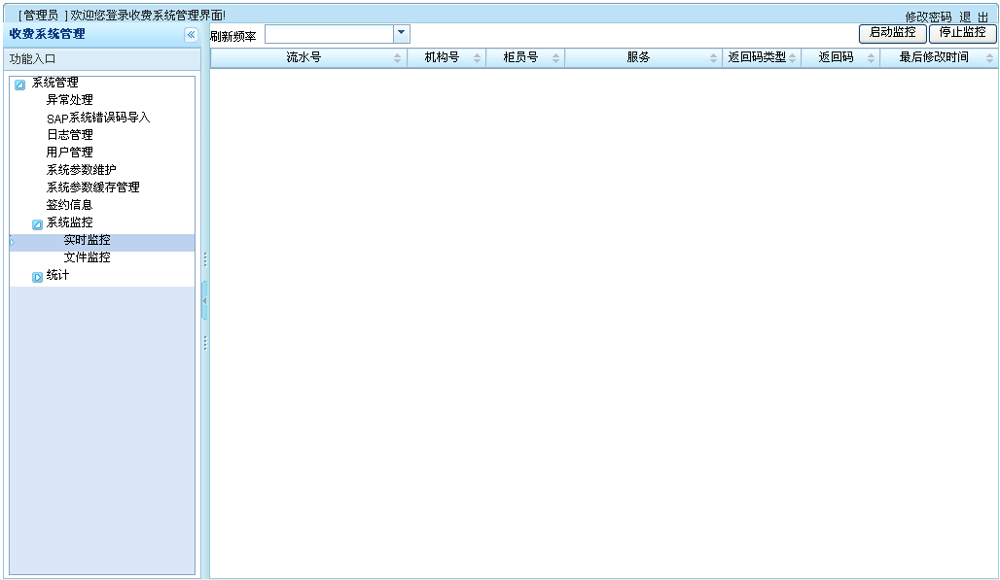 [ 管理员 ] 欢迎您登录收费系统管理界面!
修改密码 退 出
收费系统管理
刷新频率
启动监控 停止监控
功能入口
流水号 机构号 柜员号 服务 返回码类型 返回码 最后修改时间
系统管理
异常处理
SAP系统错误码导入
日志管理
用户管理
系统参数维护
系统参数缓存管理
签约信息
系统监控
实时监控
文件监控
统计